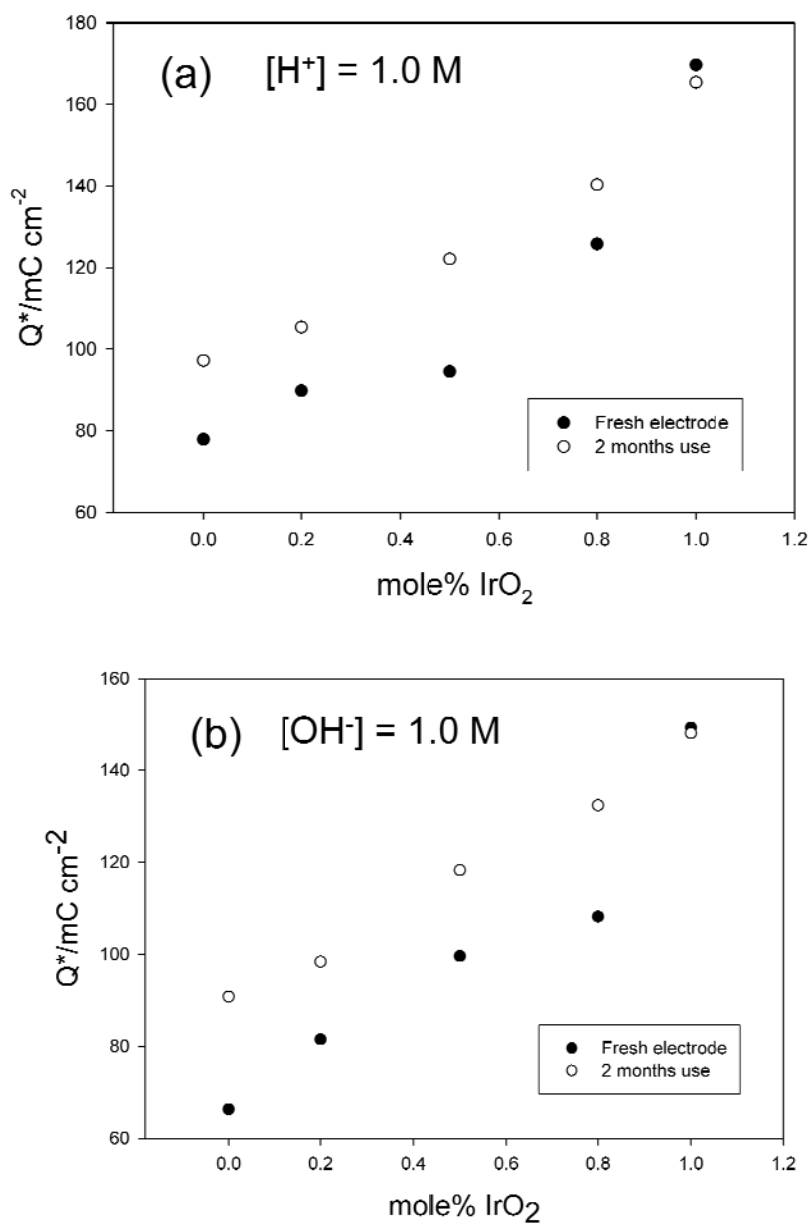 180
160
140
120
100
80
60
Q*/mC cm-2
(a) [H+] = 1.0 M
Fresh electrode
2 months use
0.0 0.2 0.4 0.6 0.8 1.0 1.2
mole% IrO2
160
140
120
100
80
60
Q*/mC cm-2
(b) [OH-] = 1.0 M
Fresh electrode
2 months use
0.0 0.2 0.4 0.6 0.8 1.0 1.2
mole% IrO2